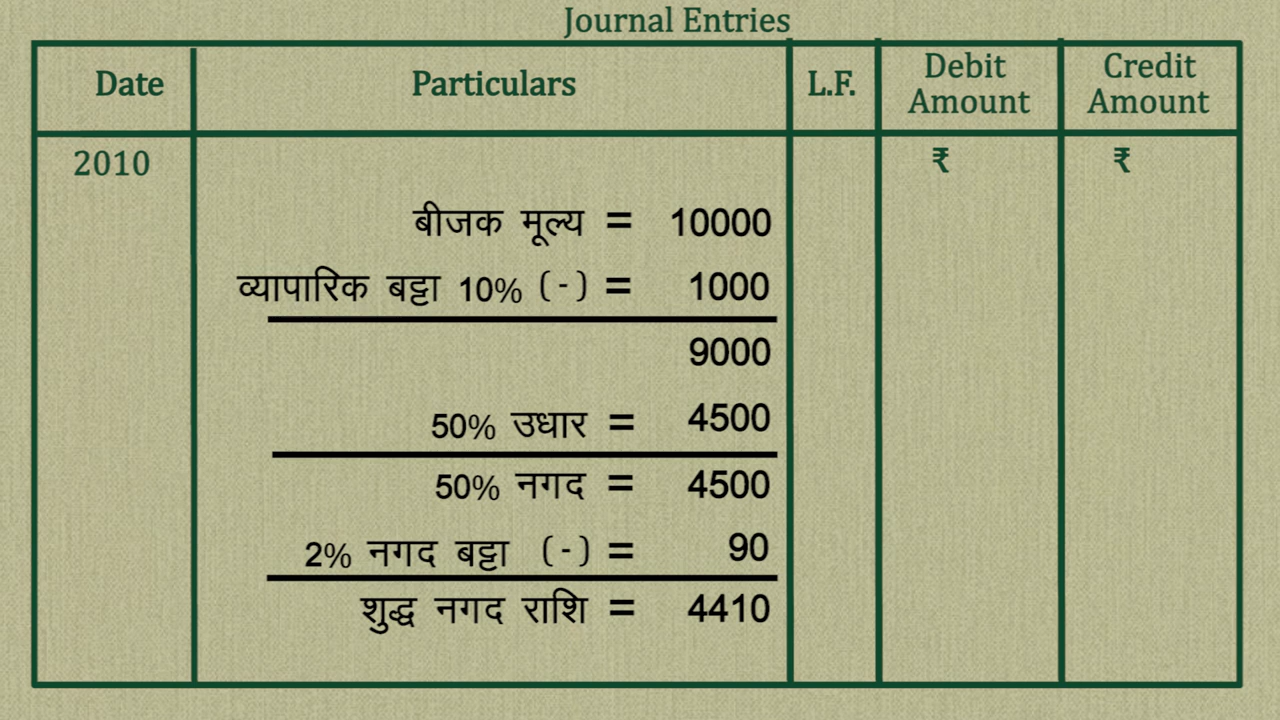 Journal Entries
Date Particulars L.F. Debit Amount Credit Amount
2010 ₹ ₹
बीजक मूल्य = 10000
व्यापारिक बट्टा 10% (-) = 1000
9000
50% उधार = 4500
50% नगद = 4500
2% नगद बट्टा (-) = 90
शुद्ध नगद राशि = 4410